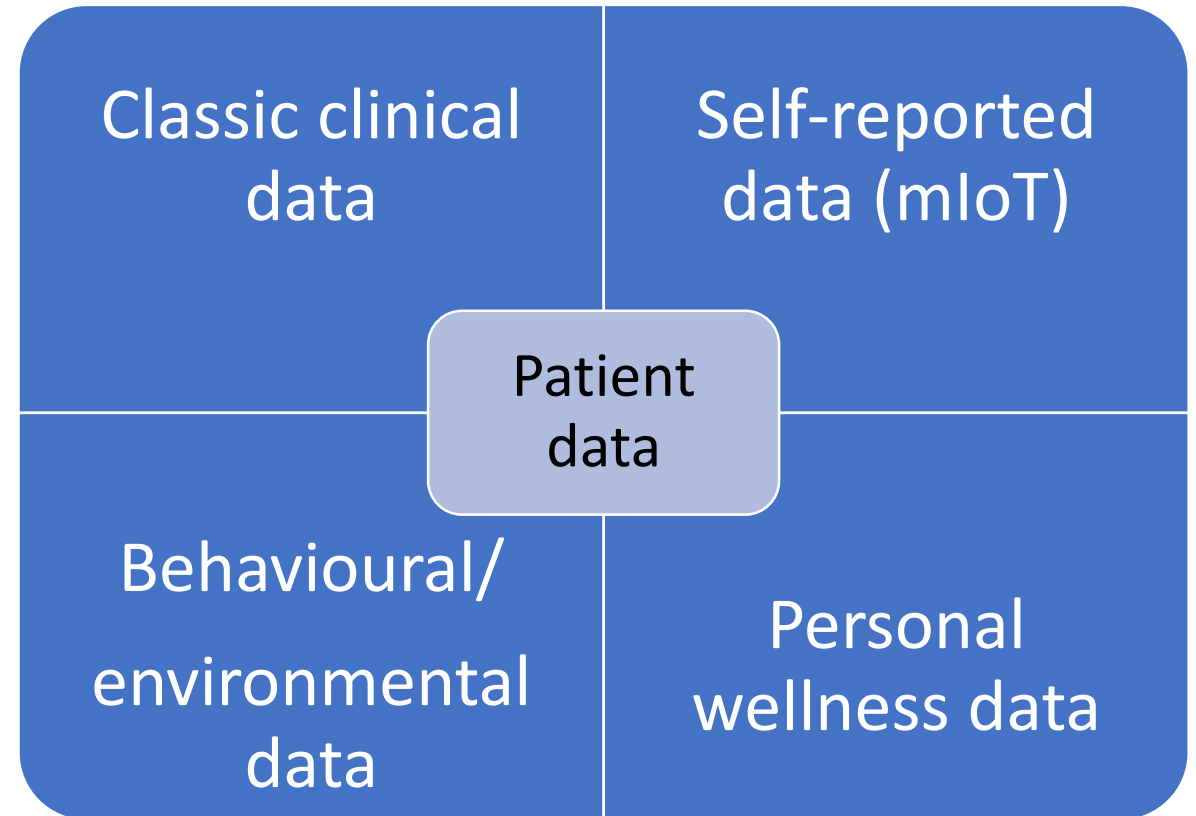 Classic clinical
data
Self-reported
data (mIoT)
Patient
data
Behavioural/
environmental
data
Personal
wellness data